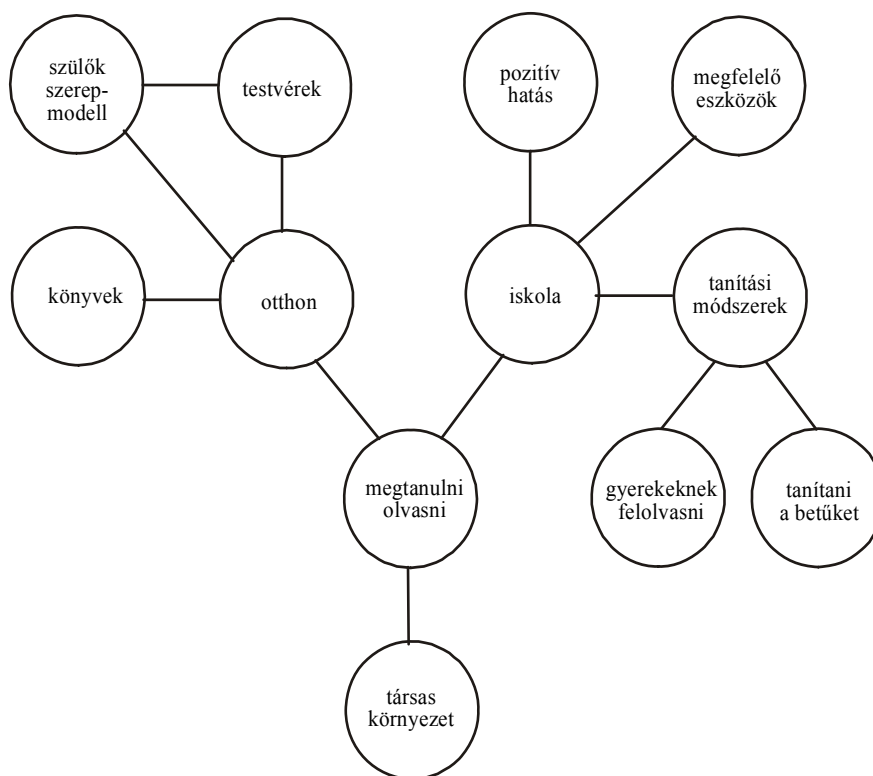 szülők
szerep-
modell
testvérek
pozitív
hatás
megfelelő
eszközök
könyvek
otthon
iskola
tanítási
módszerek
megtanulni
olvasni
gyerekeknek
felolvasni
tanítani
a betűket
társas
környezet